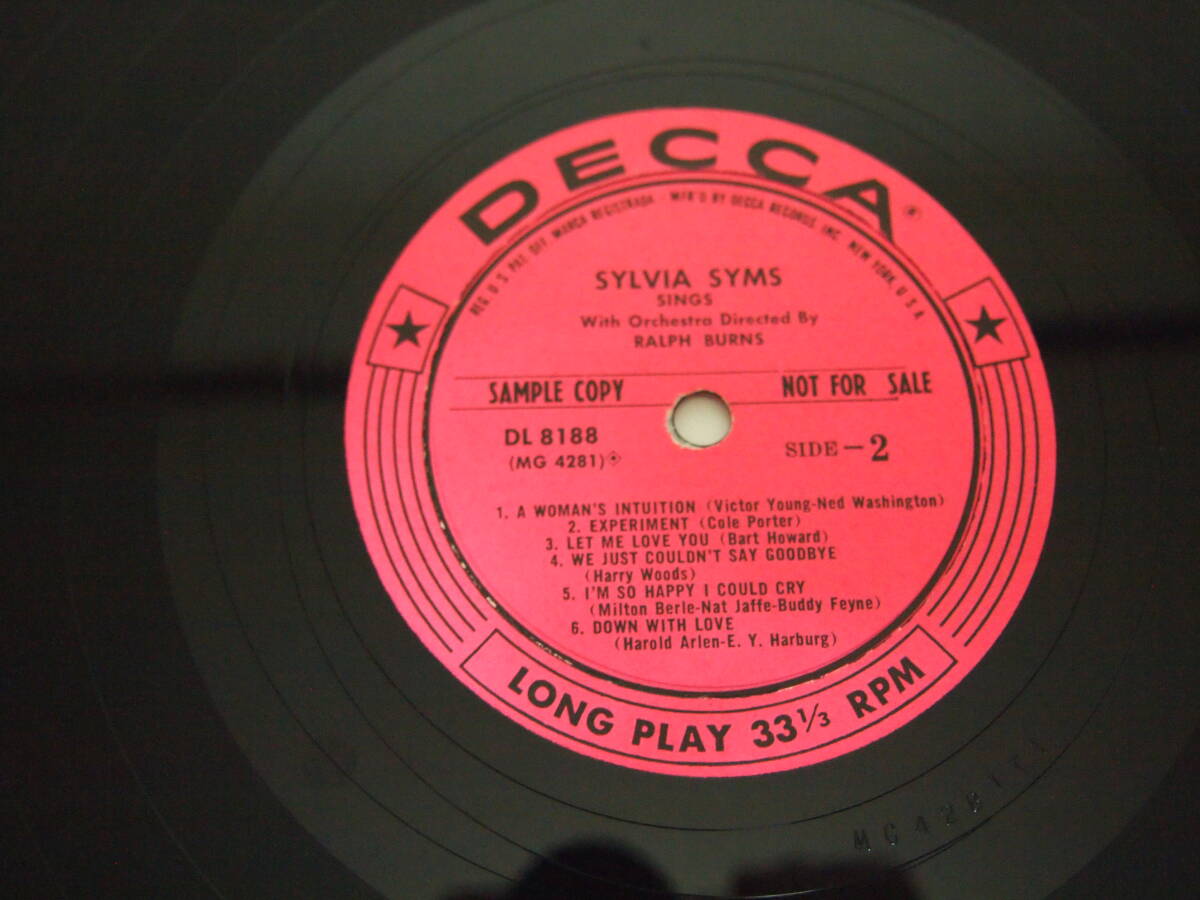 DECCA®
REG. U.S. PAT. OFF. MARCA REGISTRADA · MFR'D BY DECCA RECORDS, INC., NEW YORK, U.S.A.
SYLVIA SYMS
SINGS
With Orchestra Directed By
RALPH BURNS
SAMPLE COPY NOT FOR SALE
DL 8188
(MG 4281)
SIDE - 2
1. A WOMAN'S INTUITION (Victor Young-Ned Washington)
2. EXPERIMENT (Cole Porter)
3. LET ME LOVE YOU (Bart Howard)
4. WE JUST COULDN'T SAY GOODBYE
(Harry Woods)
5. I'M SO HAPPY I COULD CRY
(Milton Berle-Nat Jaffe-Buddy Feyne)
6. DOWN WITH LOVE
(Harold Arlen-E. Y. Harburg)
LONG PLAY 33⅓ RPM